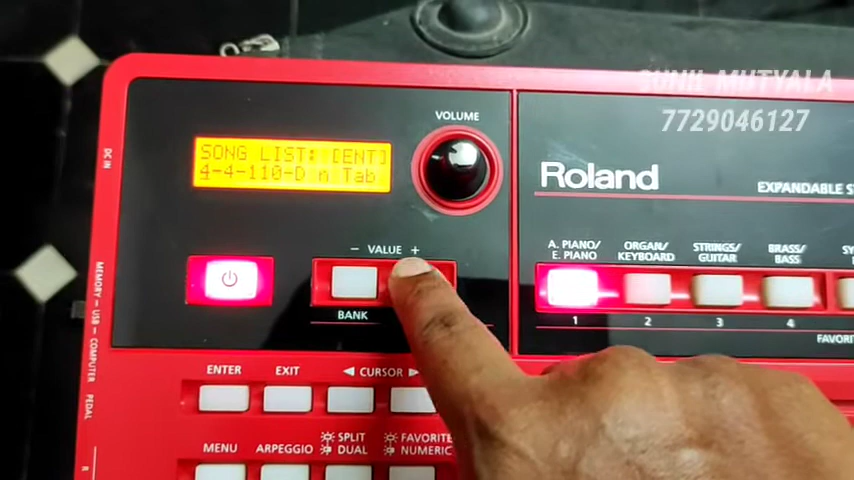 SUNIL MUTYALA
7729046127
VOLUME
SONG LIST: [ENT]
4-4-110-D n Tab
DC IN
Roland
EXPANDABLE
− VALUE +
BANK
A. PIANO/
E. PIANO
ORGAN/
KEYBOARD
STRINGS/
GUITAR
BRASS/
BASS
1 2 3 4
FAVORI
MEMORY
USB
COMPUTER
PEDAL
ENTER EXIT ◀ CURSOR ▶
MENU ARPEGGIO SPLIT
DUAL
FAVORITE
NUMERIC